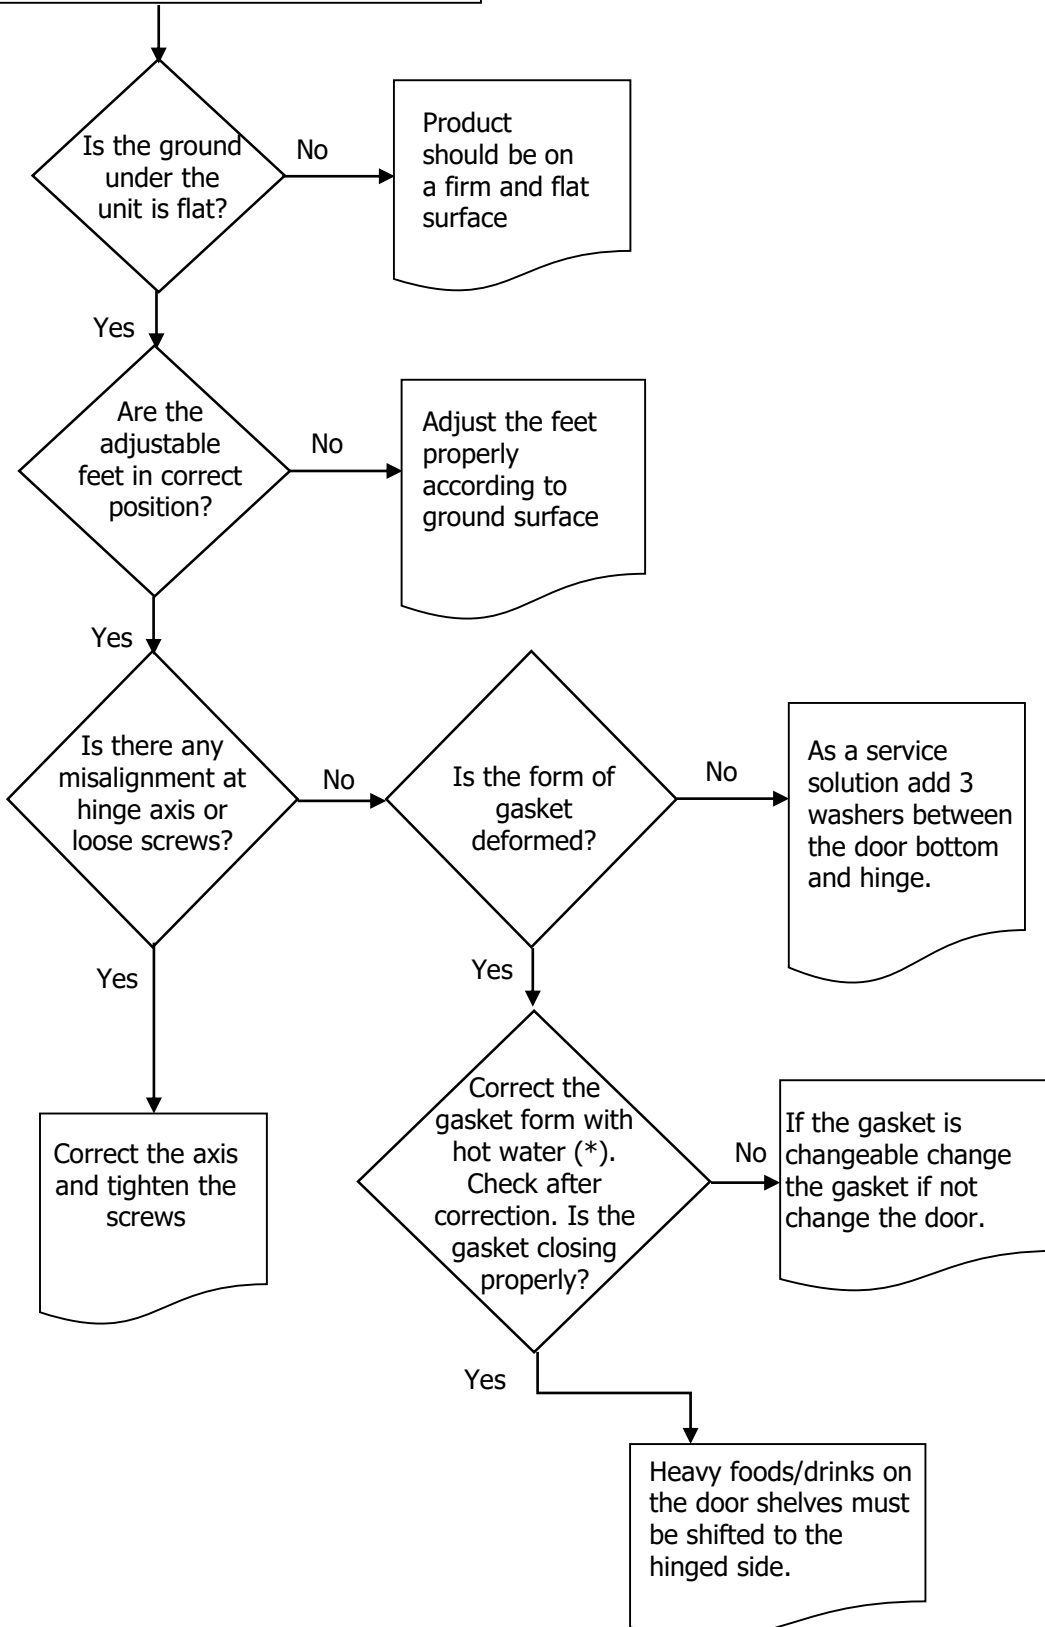 Is the ground
under the
unit is flat?
No
Product
should be on
a firm and flat
surface
Yes
Are the
adjustable
feet in correct
position?
No
Adjust the feet
properly
according to
ground surface
Yes
Is there any
misalignment at
hinge axis or
loose screws?
No
Is the form of
gasket
deformed?
No
As a service
solution add 3
washers between
the door bottom
and hinge.
Yes
Correct the axis
and tighten the
screws
Yes
Correct the
gasket form with
hot water (*).
Check after
correction. Is the
gasket closing
properly?
No
If the gasket is
changeable change
the gasket if not
change the door.
Yes
Heavy foods/drinks on
the door shelves must
be shifted to the
hinged side.